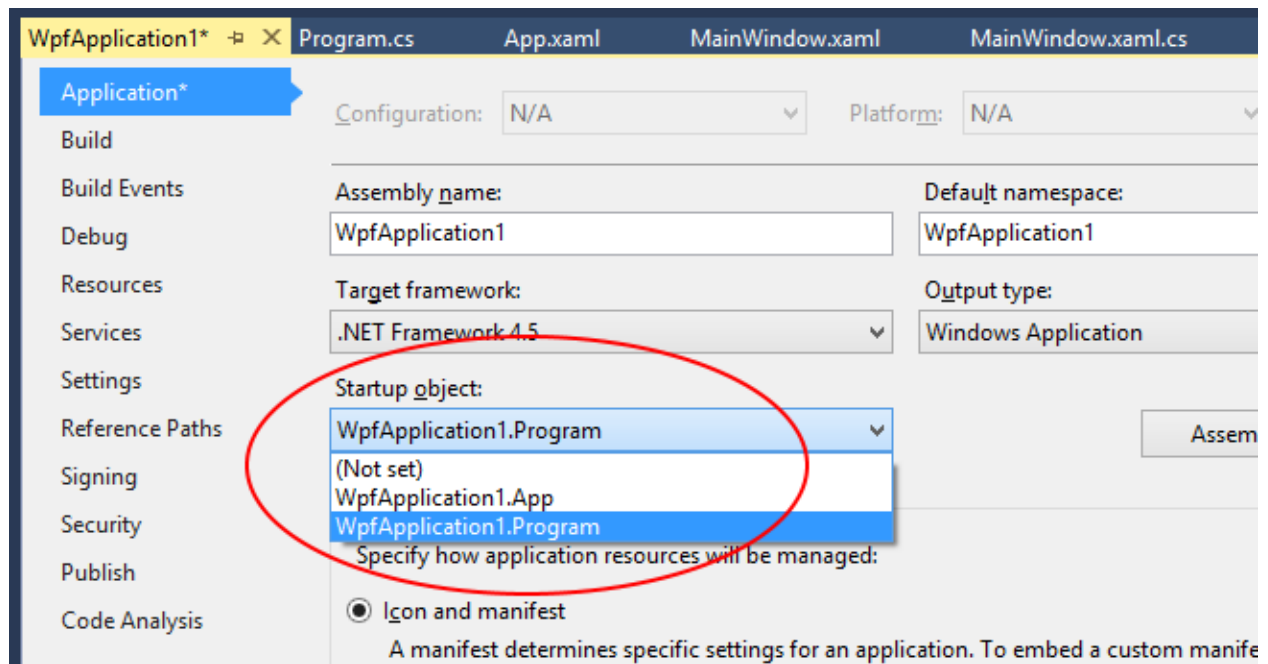 WpfApplication1* Program.cs App.xaml MainWindow.xaml MainWindow.xaml.cs
Application*
Build
Build Events
Debug
Resources
Services
Settings
Reference Paths
Signing
Security
Publish
Code Analysis
Configuration: N/A Platform: N/A
Assembly name: Default namespace:
WpfApplication1 WpfApplication1
Target framework: Output type:
.NET Framework 4.5 Windows Application
Startup object:
WpfApplication1.Program Assem
(Not set)
WpfApplication1.App
WpfApplication1.Program
Specify how application resources will be managed:
Icon and manifest
A manifest determines specific settings for an application. To embed a custom manife